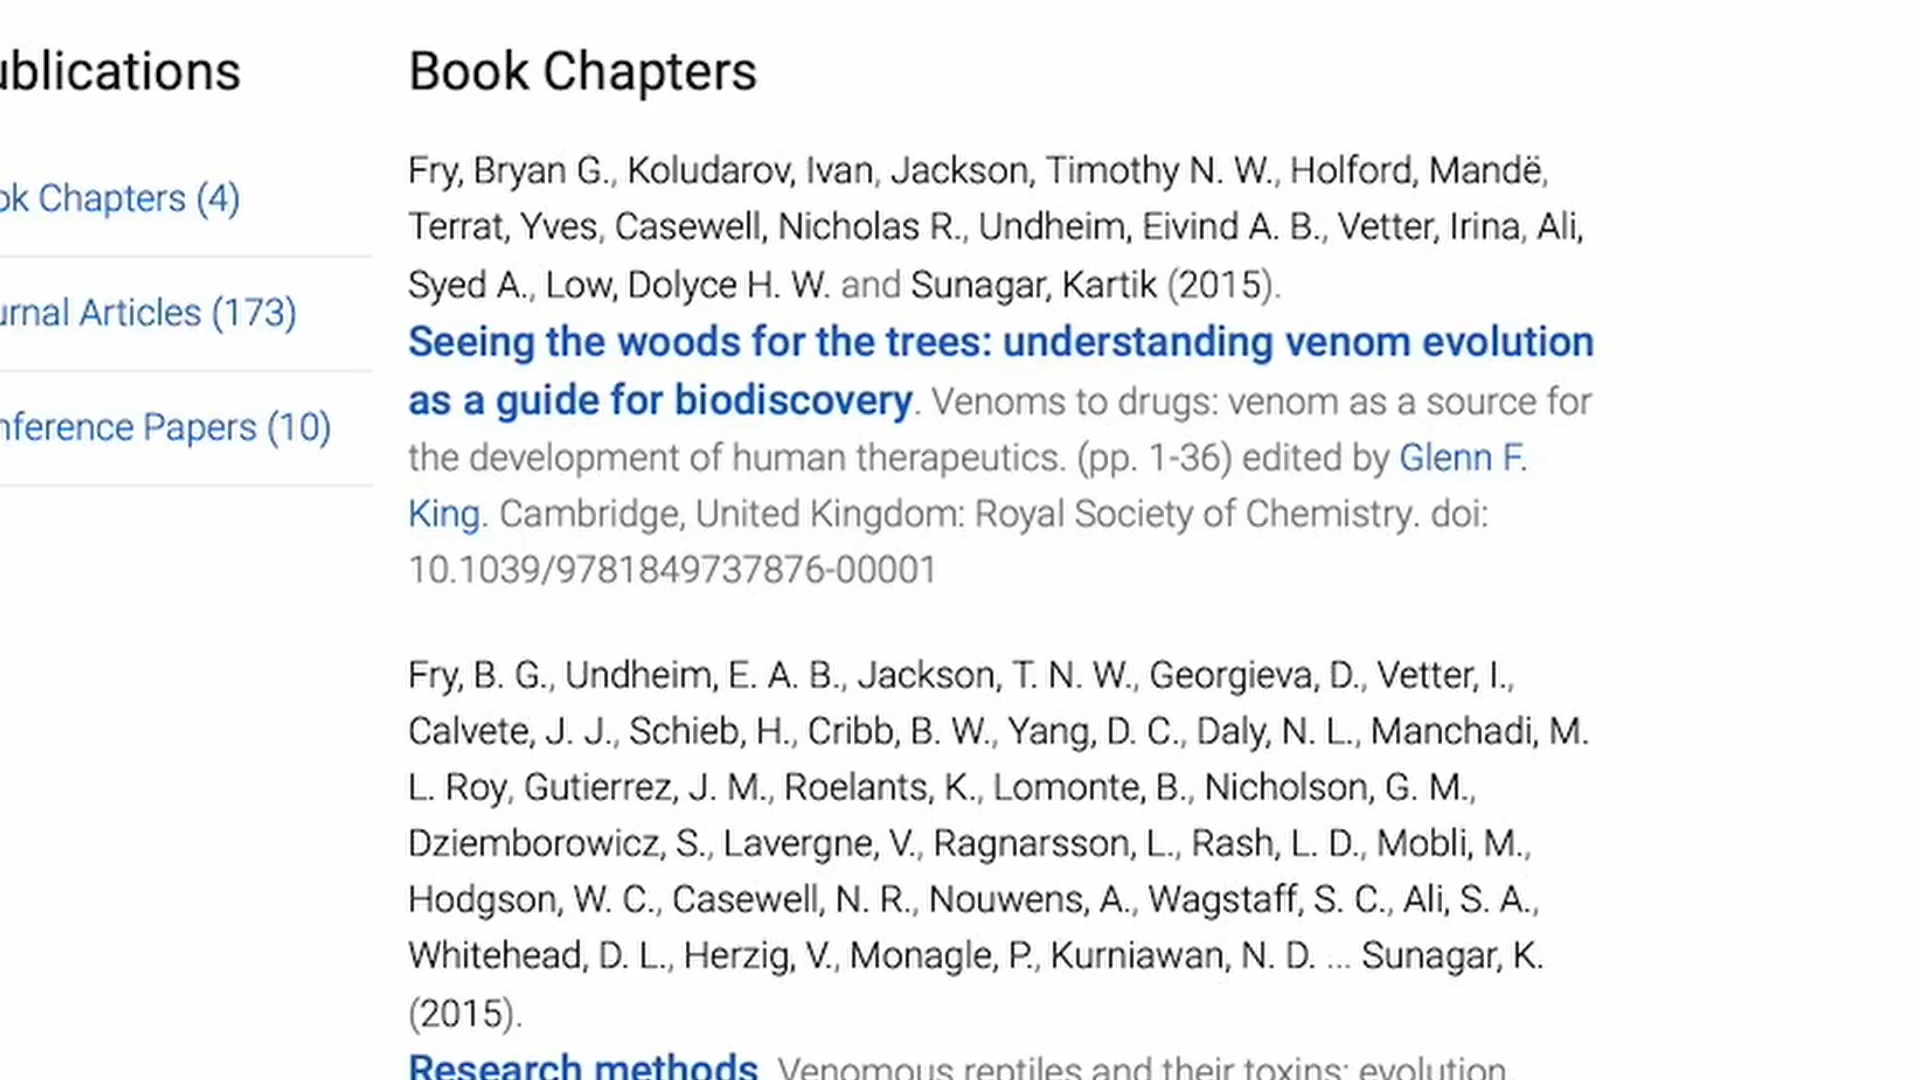 ublications
ok Chapters (4)
urnal Articles (173)
nference Papers (10)
Book Chapters
Fry, Bryan G., Koludarov, Ivan, Jackson, Timothy N. W., Holford, Mandë,
Terrat, Yves, Casewell, Nicholas R., Undheim, Eivind A. B., Vetter, Irina, Ali,
Syed A., Low, Dolyce H. W. and Sunagar, Kartik (2015).
Seeing the woods for the trees: understanding venom evolution
as a guide for biodiscovery. Venoms to drugs: venom as a source for
the development of human therapeutics. (pp. 1-36) edited by Glenn F.
King. Cambridge, United Kingdom: Royal Society of Chemistry. doi:
10.1039/9781849737876-00001
Fry, B. G., Undheim, E. A. B., Jackson, T. N. W., Georgieva, D., Vetter, I.,
Calvete, J. J., Schieb, H., Cribb, B. W., Yang, D. C., Daly, N. L., Manchadi, M.
L. Roy, Gutierrez, J. M., Roelants, K., Lomonte, B., Nicholson, G. M.,
Dziemborowicz, S., Lavergne, V., Ragnarsson, L., Rash, L. D., Mobli, M.,
Hodgson, W. C., Casewell, N. R., Nouwens, A., Wagstaff, S. C., Ali, S. A.,
Whitehead, D. L., Herzig, V., Monagle, P., Kurniawan, N. D. ... Sunagar, K.
(2015).
Research methods. Venomous reptiles and their toxins: evolution,